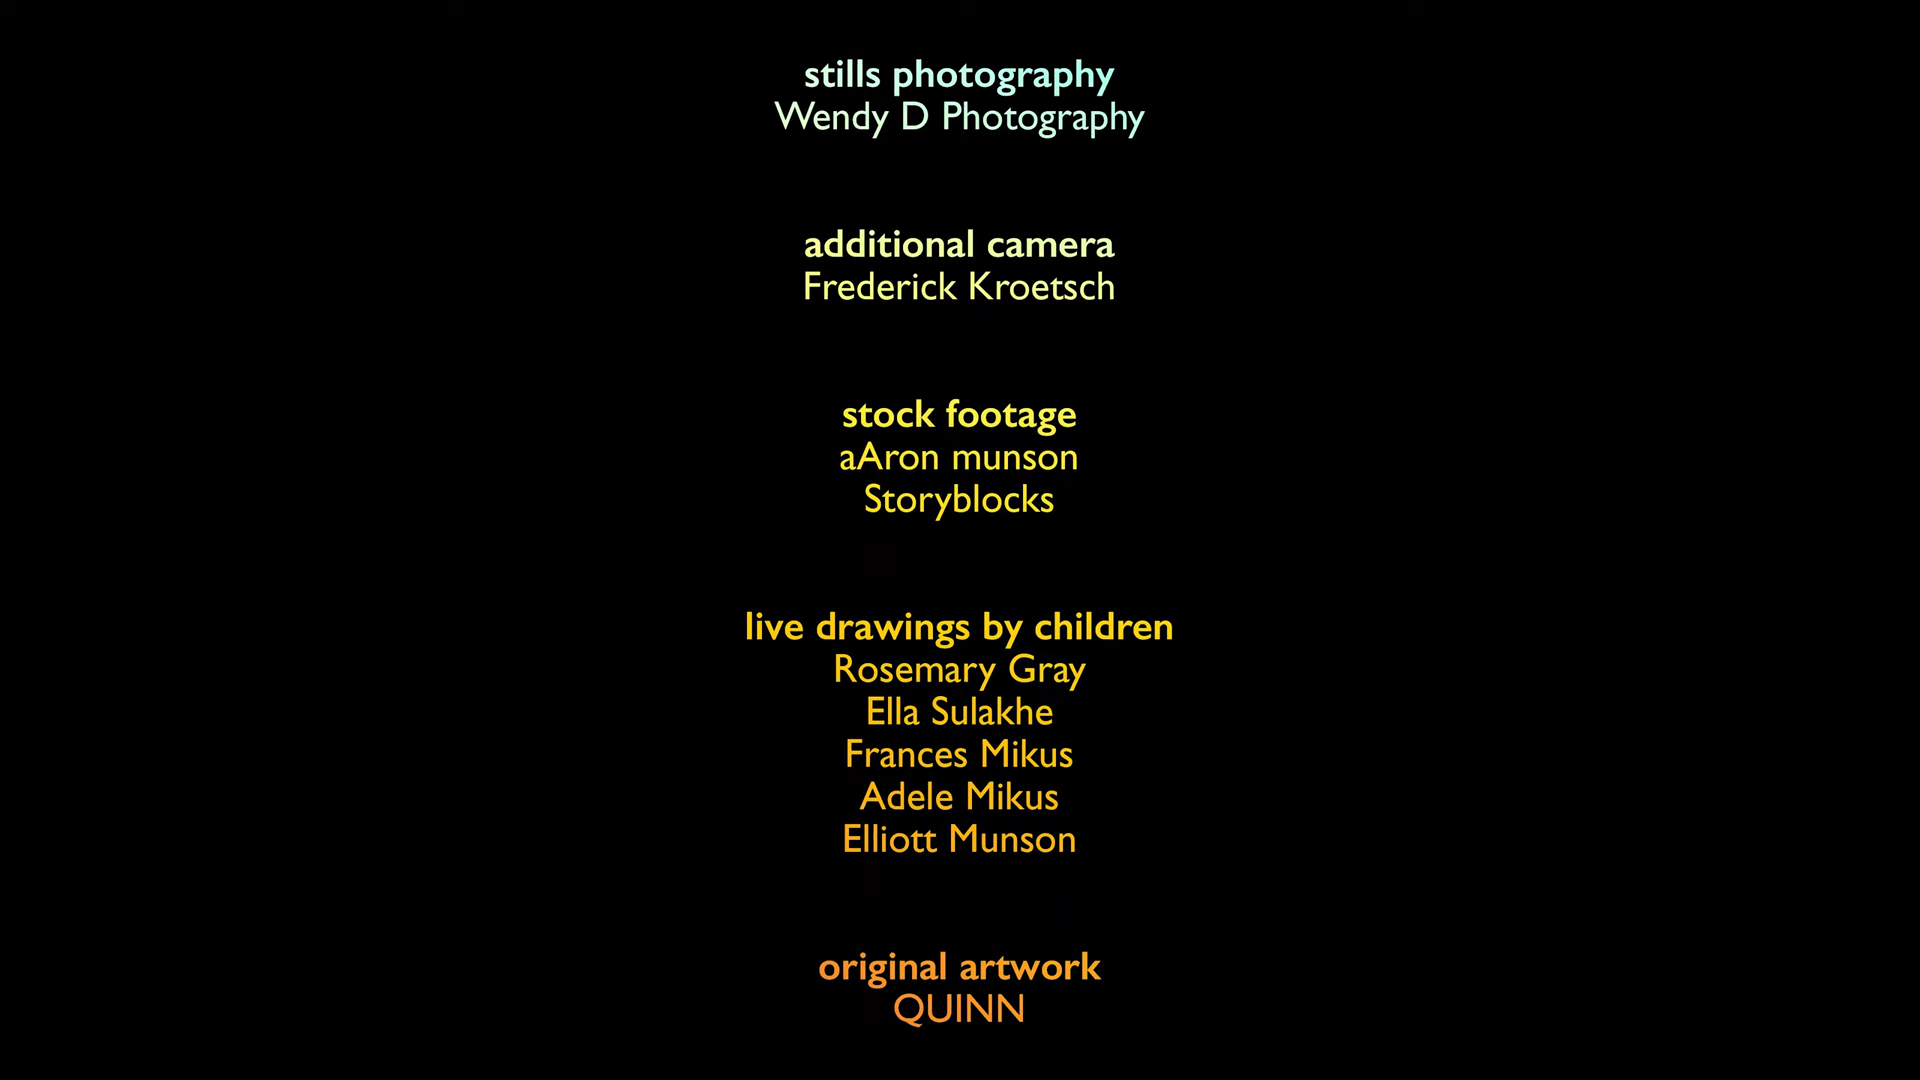 stills photography
Wendy D Photography
additional camera
Frederick Kroetsch
stock footage
aAron munson
Storyblocks
live drawings by children
Rosemary Gray
Ella Sulakhe
Frances Mikus
Adele Mikus
Elliott Munson
original artwork
QUINN